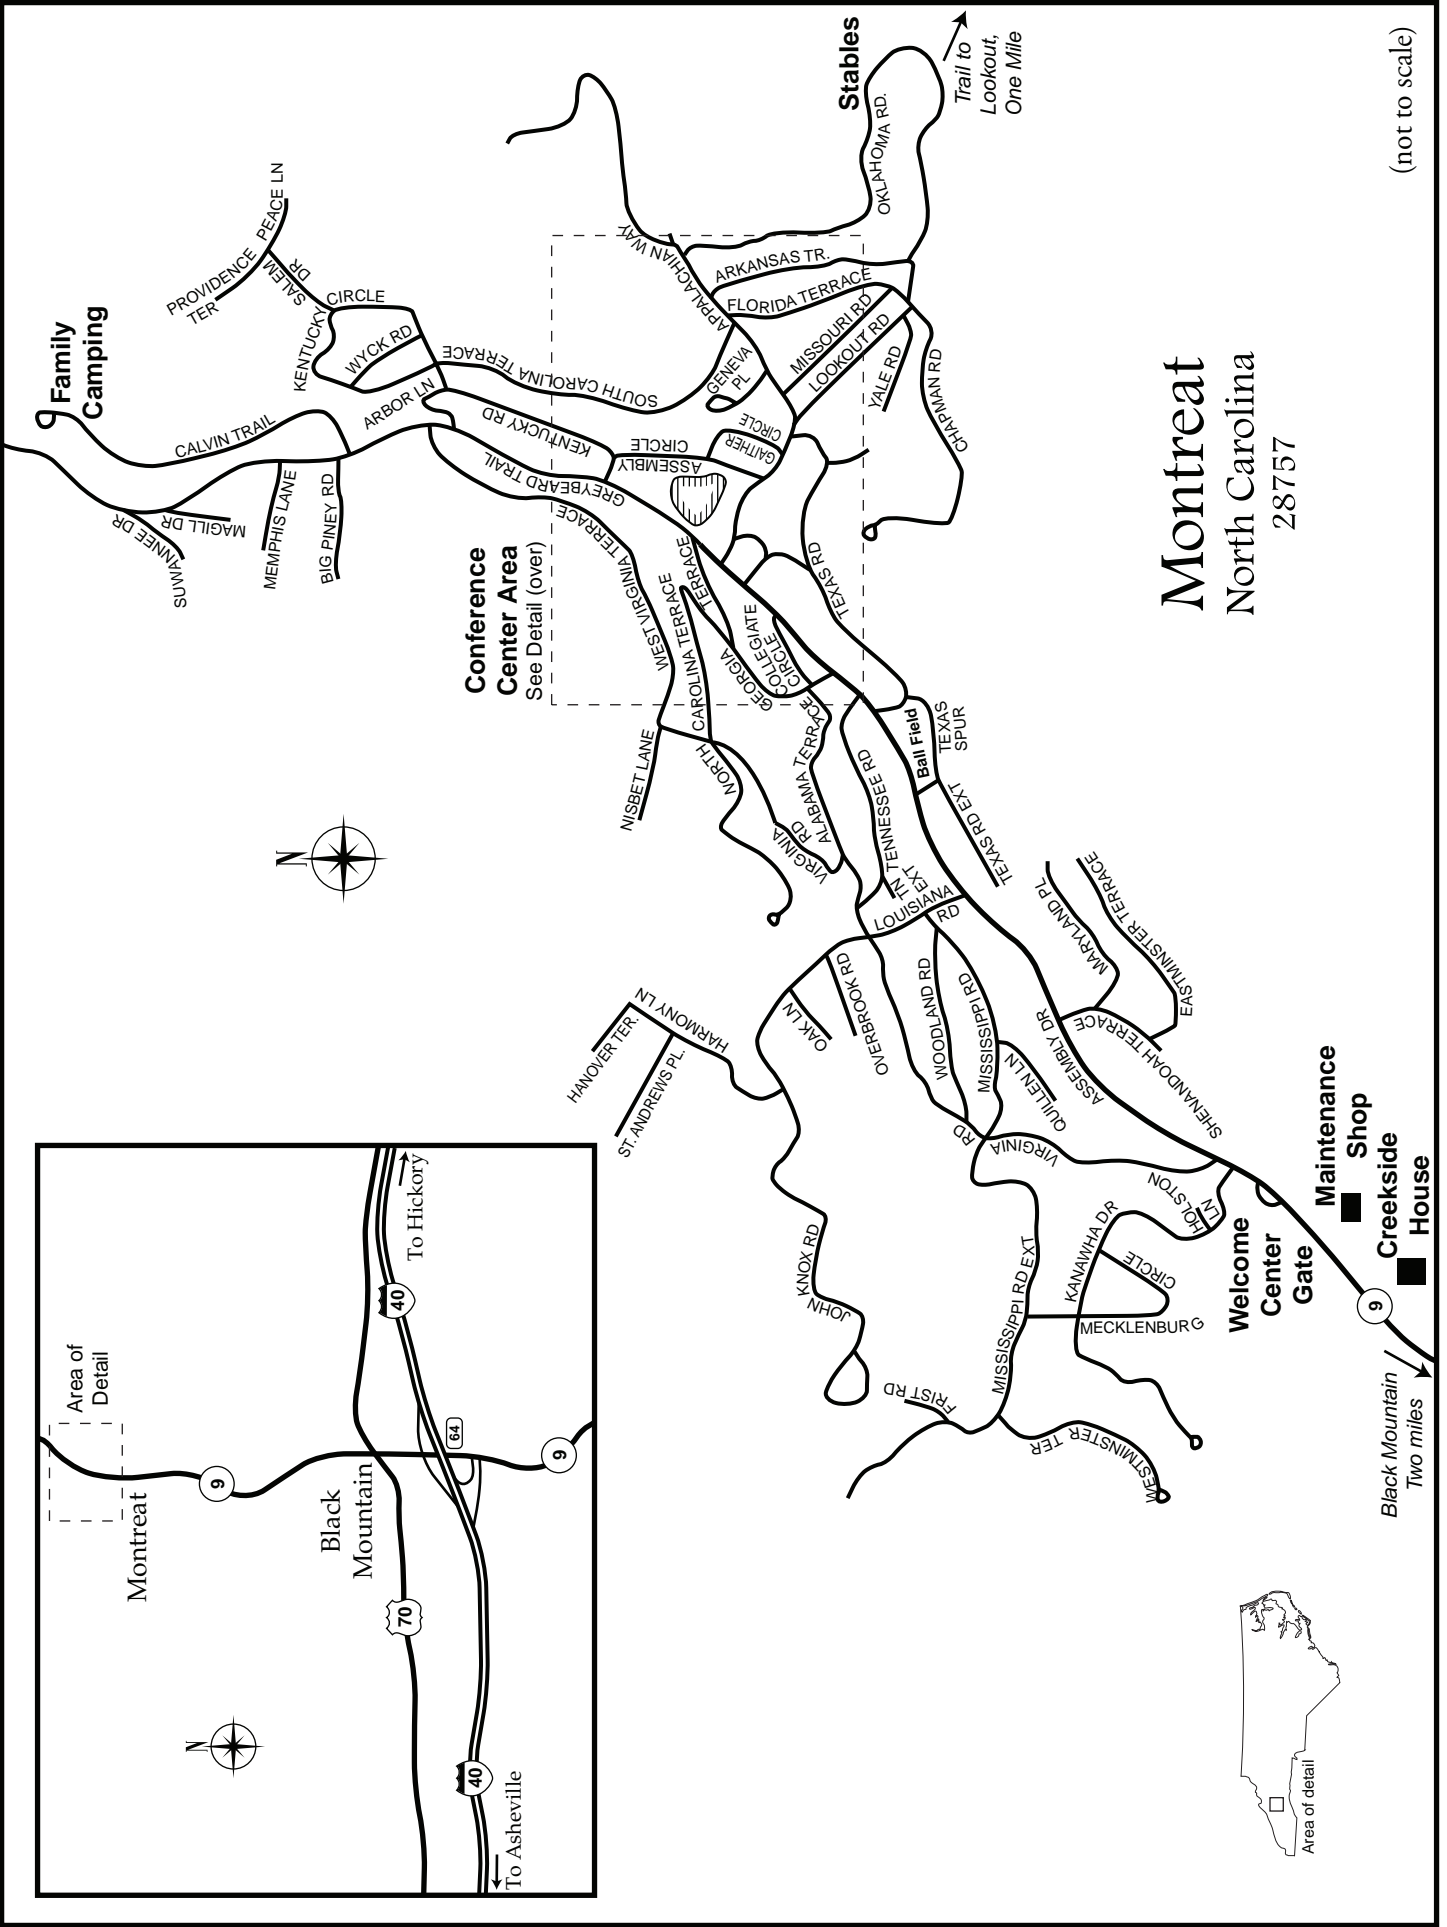 Montreat
North Carolina
28757
(not to scale)
N
Family
Camping
Stables
Trail to
Lookout,
One Mile
Conference
Center Area
See Detail (over)
Ball Field
Welcome
Center
Gate
Maintenance
Shop
Creekside
House
9
Black Mountain
Two miles
PROVIDENCE
TER
PEACE LN
SALEM
DR
KENTUCKY
CIRCLE
WYCK RD
ARBOR LN
CALVIN TRAIL
SUWANNEE DR
MAGILL DR
MEMPHIS LANE
BIG PINEY RD
SOUTH CAROLINA TERRACE
KENTUCKY RD
GREYBEARD TRAIL
WEST VIRGINIA TERRACE
ASSEMBLY
CIRCLE
GAITHER
CIRCLE
GENEVA
PL
APPALACHIAN WAY
ARKANSAS TR.
FLORIDA TERRACE
MISSOURI RD
LOOKOUT RD
YALE RD
CHAPMAN RD
OKLAHOMA RD.
TEXAS RD
TEXAS
SPUR
TEXAS RD EXT
NISBET LANE
NORTH
CAROLINA TERRACE
GEORGIA
TERRACE
COLLEGIATE
CIRCLE
ALABAMA TERRACE
VIRGINIA
RD
TENNESSEE RD
TN
EXT
LOUISIANA
RD
MARYLAND PL
EASTMINSTER TERRACE
SHENANDOAH TERRACE
ASSEMBLY DR
OAK LN
OVERBROOK RD
WOODLAND RD
MISSISSIPPI RD
QUILLEN LN
VIRGINIA
RD
HANOVER TER.
HARMONY LN
ST. ANDREWS PL.
JOHN
KNOX RD
MISSISSIPPI RD EXT
KANAWHA DR
HOLSTON
LN
MECKLENBURG
CIRCLE
FRIST RD
WESTMINSTER TER
Area of
Detail
Montreat
9
Black
Mountain
70
40
64
9
40
To Hickory
To Asheville
N
Area of detail